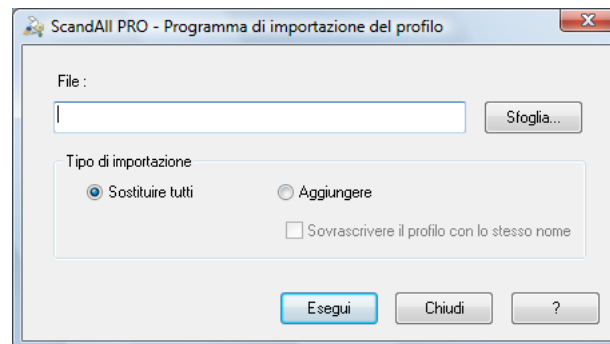 ScandAll PRO - Programma di importazione del profilo
File :
Sfoglia...
Tipo di importazione
Sostituire tutti
Aggiungere
Sovrascrivere il profilo con lo stesso nome
Esegui
Chiudi
?